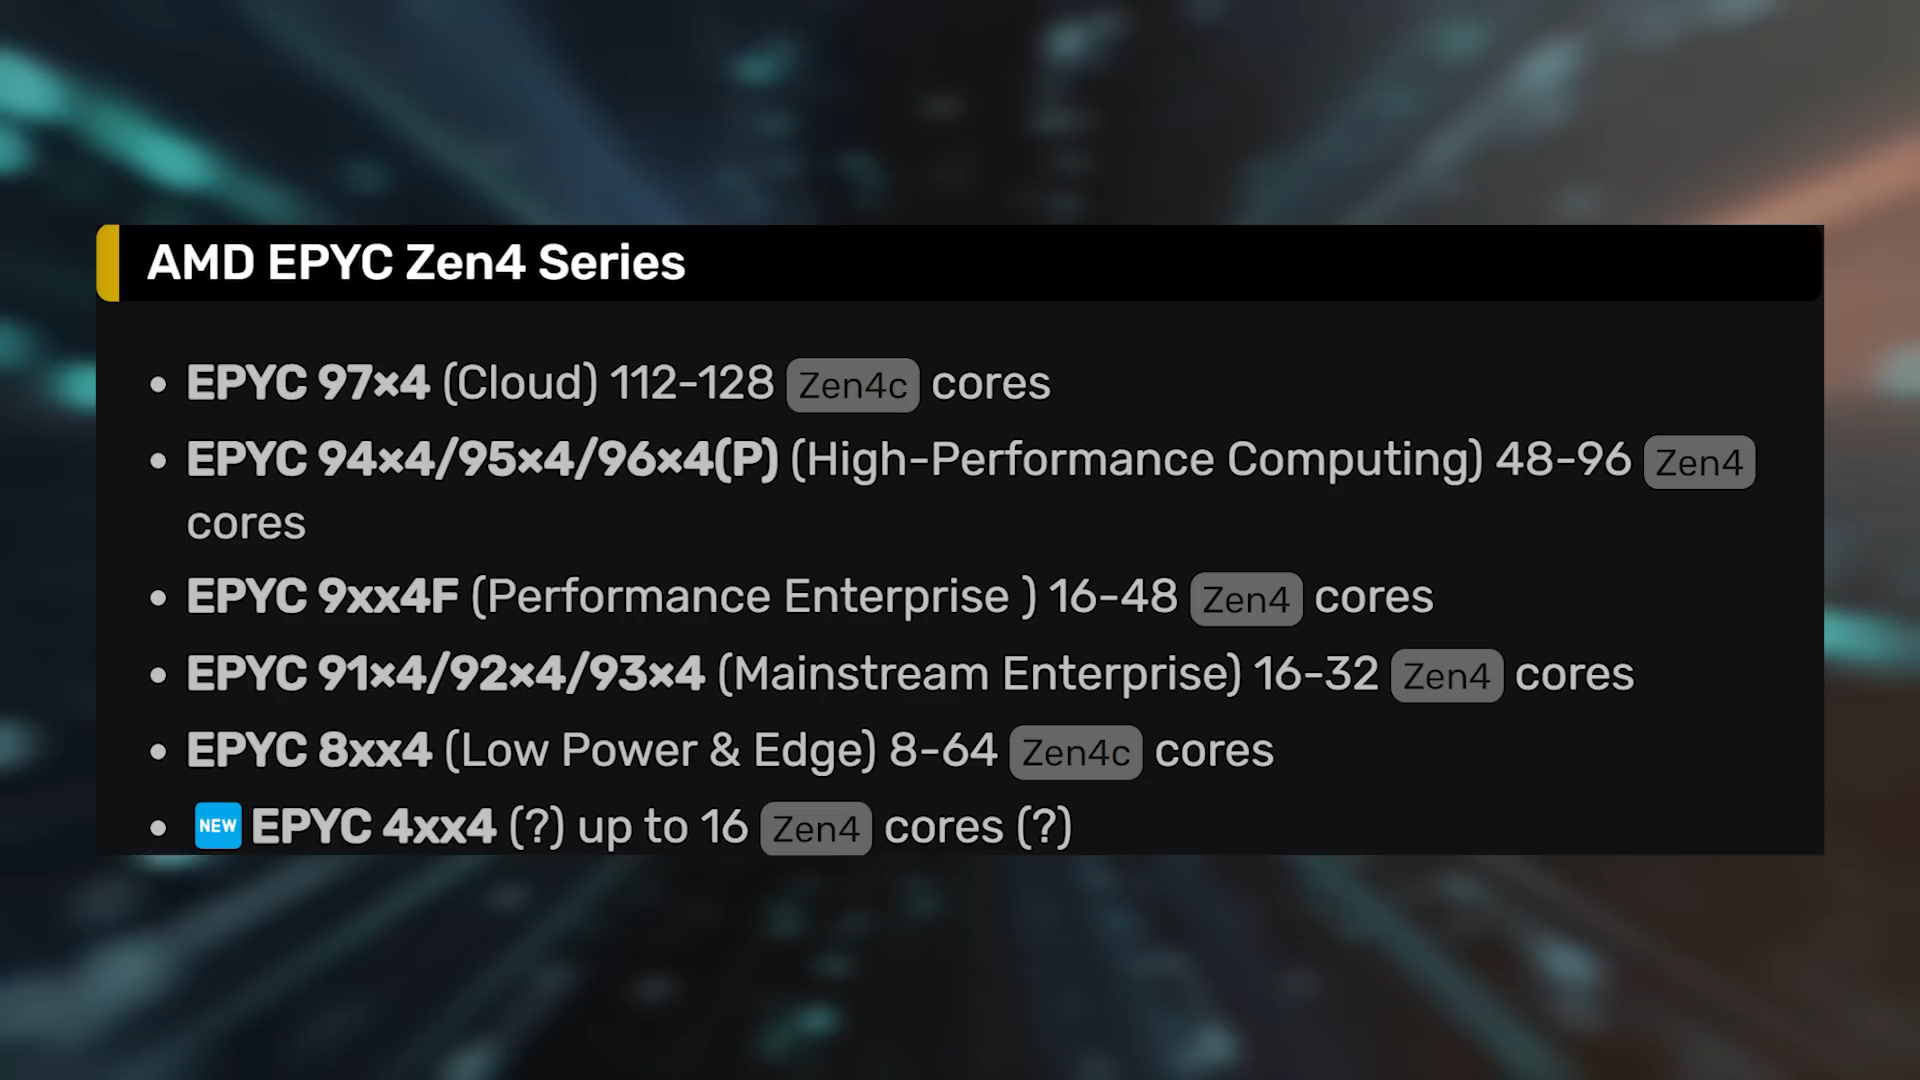 AMD EPYC Zen4 Series
• EPYC 97×4 (Cloud) 112-128 Zen4c cores
• EPYC 94×4/95×4/96×4(P) (High-Performance Computing) 48-96 Zen4
cores
• EPYC 9xx4F (Performance Enterprise ) 16-48 Zen4 cores
• EPYC 91×4/92×4/93×4 (Mainstream Enterprise) 16-32 Zen4 cores
• EPYC 8xx4 (Low Power & Edge) 8-64 Zen4c cores
• NEW EPYC 4xx4 (?) up to 16 Zen4 cores (?)